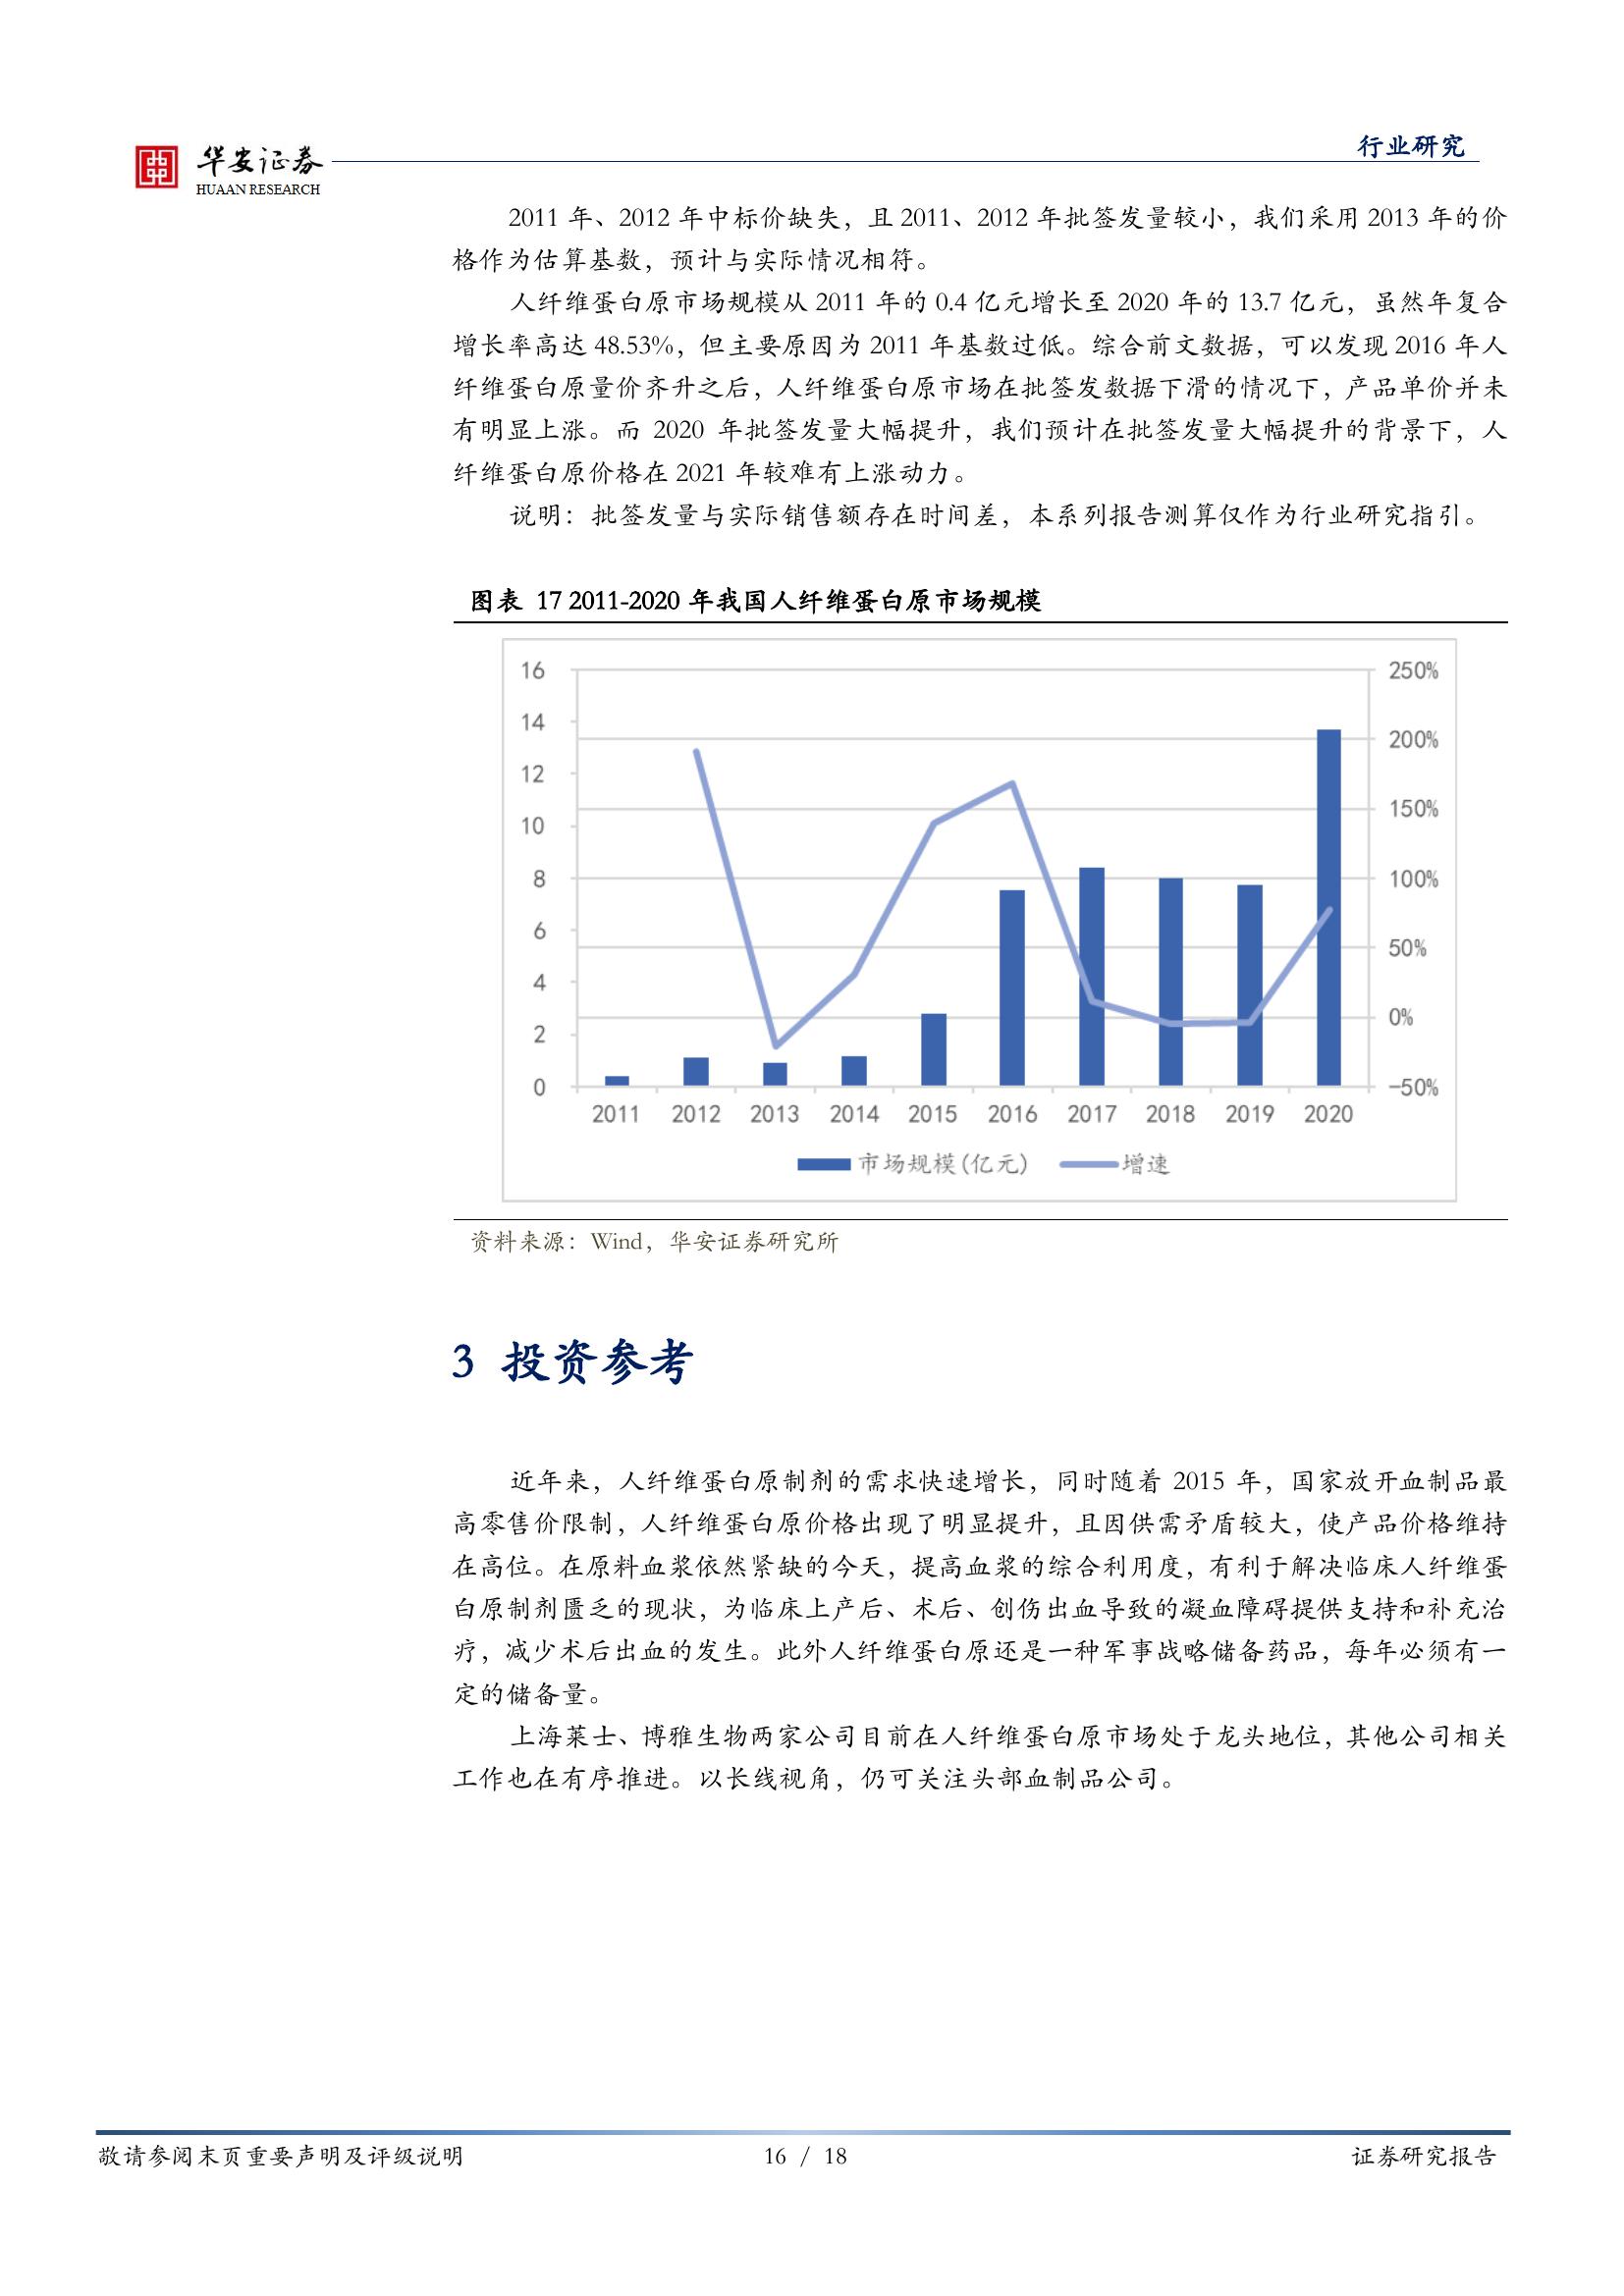 华安证券
HUAAN RESEARCH
行业研究
2011 年、2012 年中标价缺失，且 2011、2012 年批签发量较小，我们采用 2013 年的价
格作为估算基数，预计与实际情况相符。
人纤维蛋白原市场规模从 2011 年的 0.4 亿元增长至 2020 年的 13.7 亿元，虽然年复合
增长率高达 48.53%，但主要原因为 2011 年基数过低。综合前文数据，可以发现 2016 年人
纤维蛋白原量价齐升之后，人纤维蛋白原市场在批签发数据下滑的情况下，产品单价并未
有明显上涨。而 2020 年批签发量大幅提升，我们预计在批签发量大幅提升的背景下，人
纤维蛋白原价格在 2021 年较难有上涨动力。
说明：批签发量与实际销售额存在时间差，本系列报告测算仅作为行业研究指引。
图表 17 2011-2020 年我国人纤维蛋白原市场规模
16
14
12
10
8
6
4
2
0
250%
200%
150%
100%
50%
0%
-50%
2011 2012 2013 2014 2015 2016 2017 2018 2019 2020
市场规模(亿元) 增速
资料来源：Wind，华安证券研究所
3 投资参考
近年来，人纤维蛋白原制剂的需求快速增长，同时随着 2015 年，国家放开血制品最
高零售价限制，人纤维蛋白原价格出现了明显提升，且因供需矛盾较大，使产品价格维持
在高位。在原料血浆依然紧缺的今天，提高血浆的综合利用度，有利于解决临床人纤维蛋
白原制剂匮乏的现状，为临床上产后、术后、创伤出血导致的凝血障碍提供支持和补充治
疗，减少术后出血的发生。此外人纤维蛋白原还是一种军事战略储备药品，每年必须有一
定的储备量。
上海莱士、博雅生物两家公司目前在人纤维蛋白原市场处于龙头地位，其他公司相关
工作也在有序推进。以长线视角，仍可关注头部血制品公司。
敬请参阅末页重要声明及评级说明
16 / 18
证券研究报告